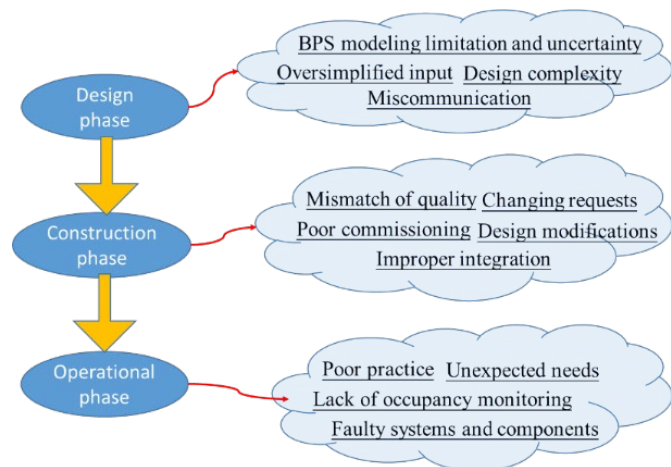 Design
phase
BPS modeling limitation and uncertainty
Oversimplified input Design complexity
Miscommunication
Construction
phase
Mismatch of quality Changing requests
Poor commissioning Design modifications
Improper integration
Operational
phase
Poor practice Unexpected needs
Lack of occupancy monitoring
Faulty systems and components